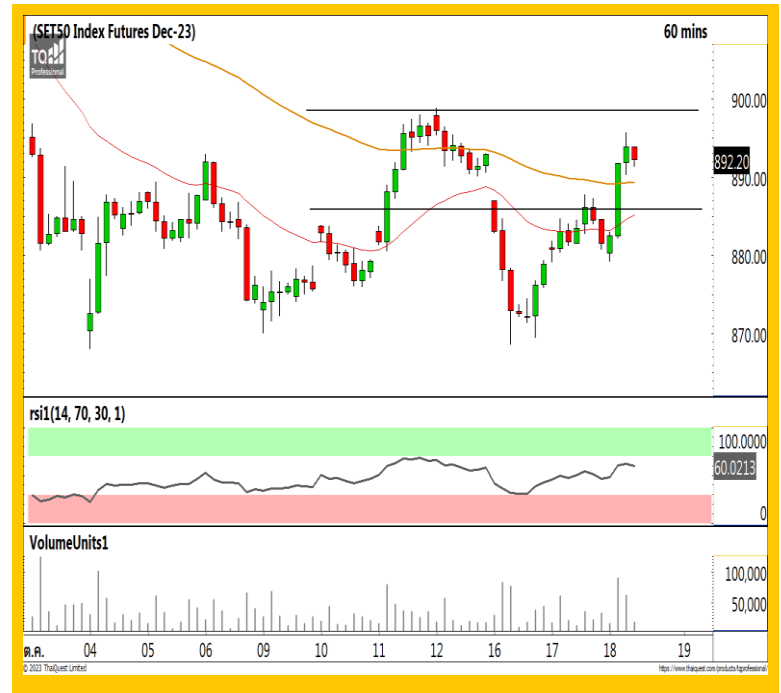 (SET50 Index Futures Dec-23) 60 mins
TQ
Professional
900.00
892.20
890.00
880.00
870.00
rsi1(14, 70, 30, 1)
100.0000
60.0213
0
VolumeUnits1
100,000
50,000
ต.ค. 04 05 06 09 10 11 12 16 17 18 19
© 2023 ThaiQuest Limited https://www.thaiquest.com/products/tqprofessional/